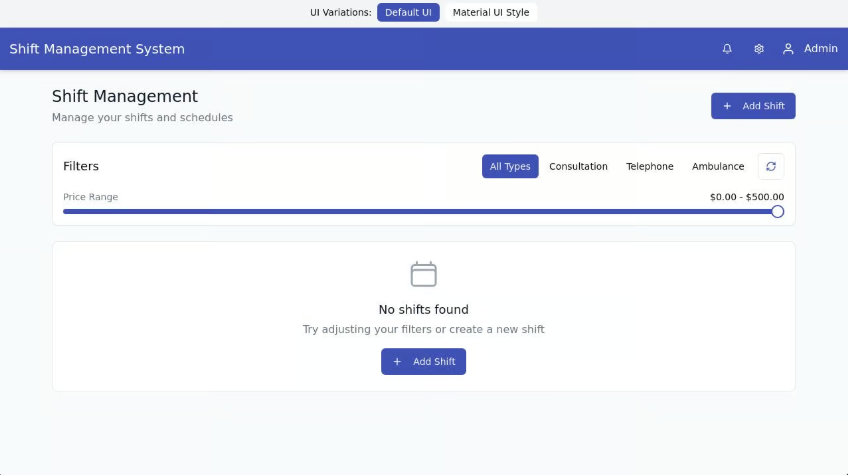 UI Variations: Default UI Material UI Style
Shift Management System Admin
Shift Management
Manage your shifts and schedules
Add Shift
Filters All Types Consultation Telephone Ambulance
Price Range $0.00 - $500.00
No shifts found
Try adjusting your filters or create a new shift
Add Shift